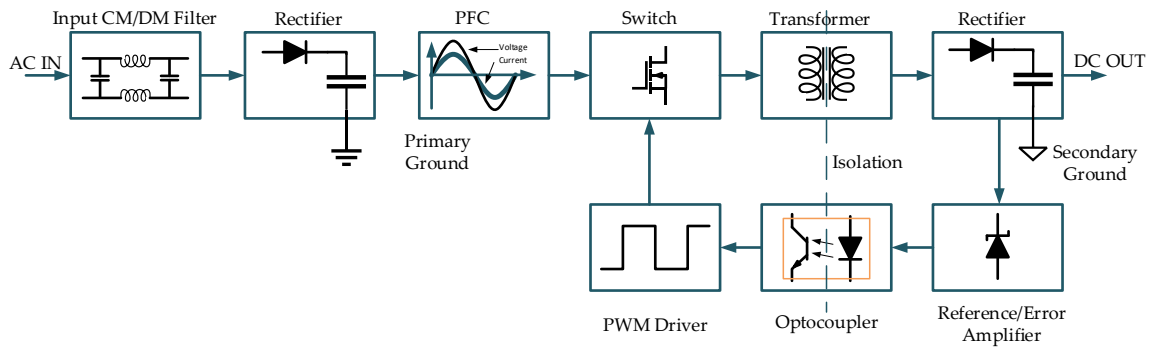 Input CM/DM Filter
Rectifier
PFC
Switch
Transformer
Rectifier
AC IN
Voltage
Current
DC OUT
Primary
Ground
Isolation
Secondary
Ground
PWM Driver
Optocoupler
Reference/Error
Amplifier